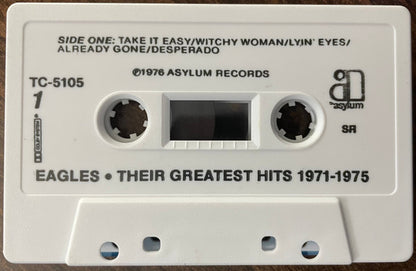 SIDE ONE: TAKE IT EASY/WITCHY WOMAN/LYIN' EYES/
ALREADY GONE/DESPERADO
TC-5105
℗1976 ASYLUM RECORDS
1
asylum
SR
EAGLES • THEIR GREATEST HITS 1971-1975